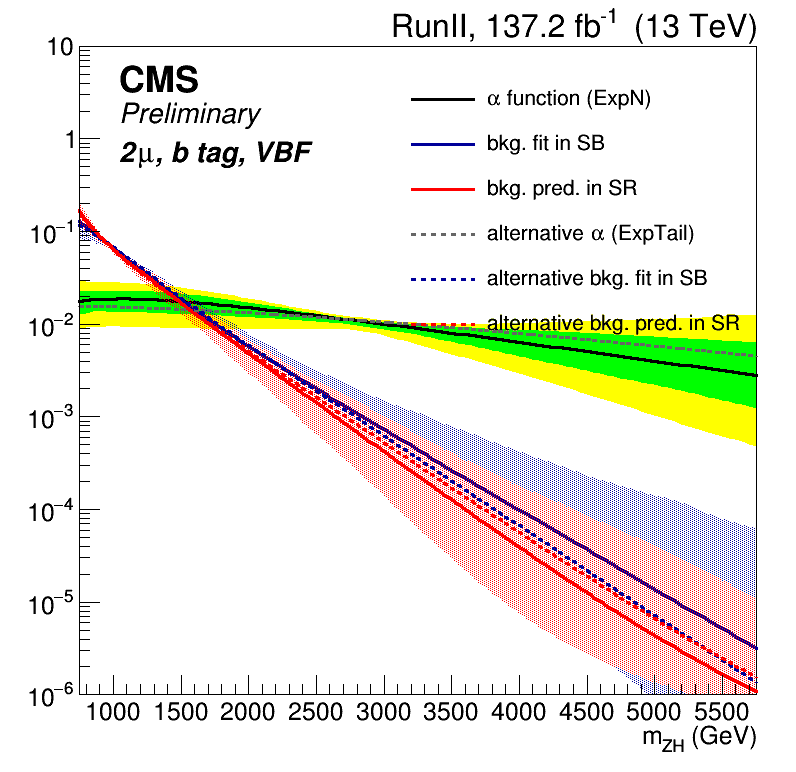 RunII, 137.2 fb⁻¹ (13 TeV)
CMS
Preliminary
2μ, b tag, VBF
α function (ExpN)
bkg. fit in SB
bkg. pred. in SR
alternative α (ExpTail)
alternative bkg. fit in SB
alternative bkg. pred. in SR
10
1
10⁻¹
10⁻²
10⁻³
10⁻⁴
10⁻⁵
10⁻⁶
1000 1500 2000 2500 3000 3500 4000 4500 5000 5500
m_ZH (GeV)